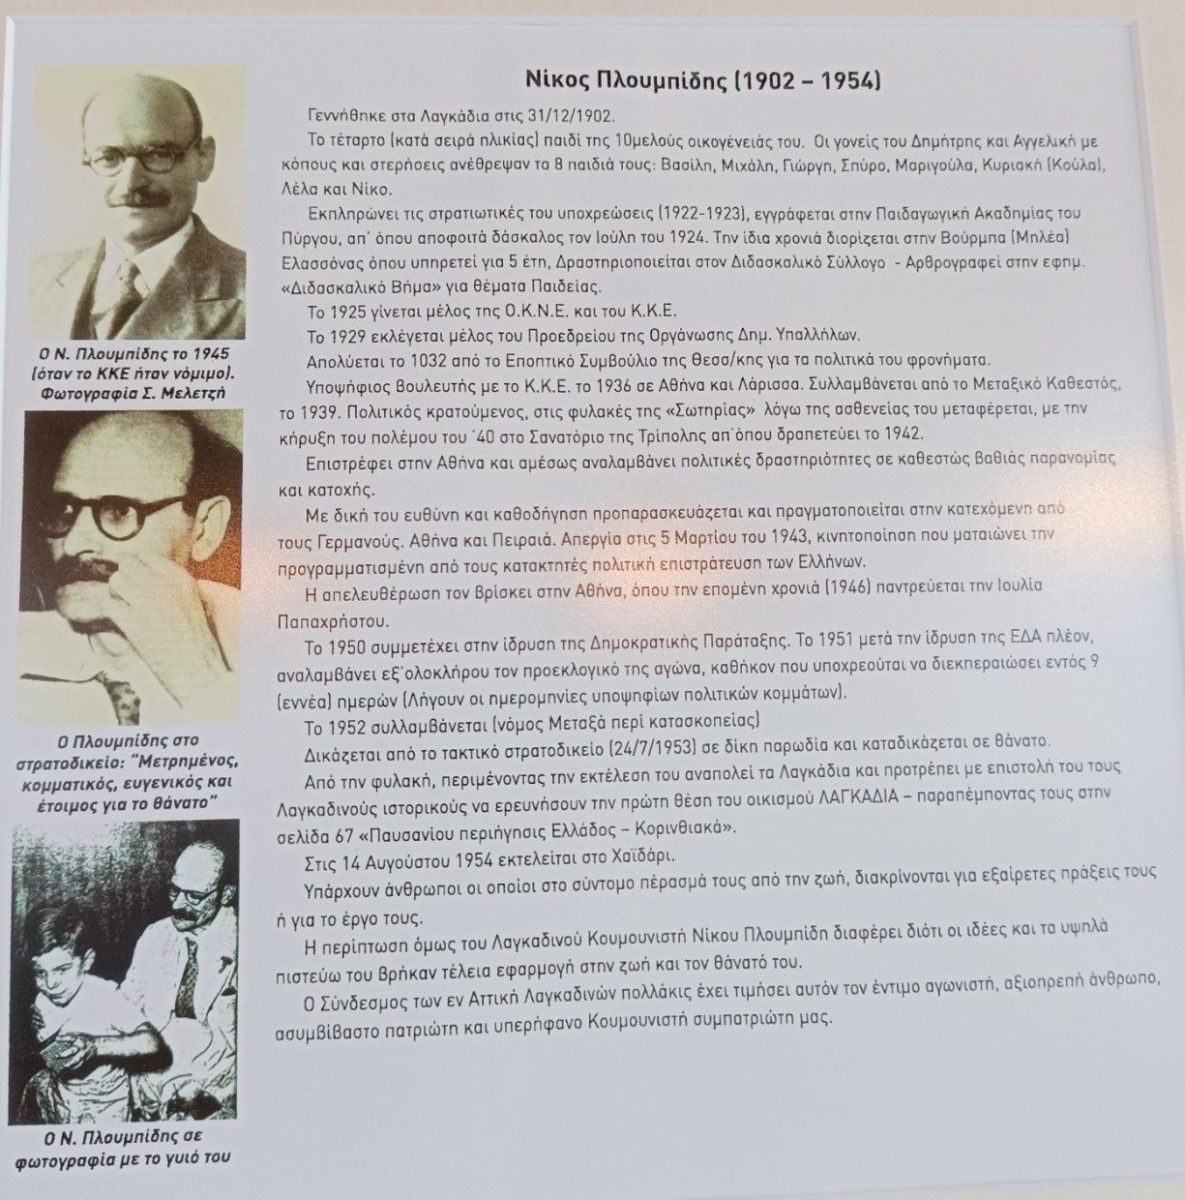 Νίκος Πλουμπίδης (1902 – 1954)
Γεννήθηκε στα Λαγκάδια στις 31/12/1902.
Το τέταρτο (κατά σειρά ηλικίας) παιδί της 10μελούς οικογένειάς του. Οι γονείς του Δημήτρης και Αγγελική με
κόπους και στερήσεις ανέθρεψαν τα 8 παιδιά τους: Βασίλη, Μιχάλη, Γιώργη, Σπύρο, Μαριγούλα, Κυριακή (Κούλα),
Λέλα και Νίκο.
Εκπληρώνει τις στρατιωτικές του υποχρεώσεις (1922-1923), εγγράφεται στην Παιδαγωγική Ακαδημίας του
Πύργου, απ' όπου αποφοιτά δάσκαλος τον Ιούλη του 1924. Την ίδια χρονιά διορίζεται στην Βούρμπα (Μηλέα)
Ελασσόνας όπου υπηρετεί για 5 έτη, Δραστηριοποιείται στον Διδασκαλικό Σύλλογο - Αρθρογραφεί στην εφημ.
«Διδασκαλικό Βήμα» για θέματα Παιδείας.
Το 1925 γίνεται μέλος της Ο.Κ.Ν.Ε. και του Κ.Κ.Ε.
Το 1929 εκλέγεται μέλος του Προεδρείου της Οργάνωσης Δημ. Υπαλλήλων.
Απολύεται το 1032 από το Εποπτικό Συμβούλιο της Θεσσ/κης για τα πολιτικά του φρονήματα.
Υποψήφιος βουλευτής με το Κ.Κ.Ε. το 1936 σε Αθήνα και Λάρισσα. Συλλαμβάνεται από το Μεταξικό Καθεστός,
το 1939. Πολιτικός κρατούμενος, στις φυλακές της «Σωτηρίας» λόγω της ασθενείας του μεταφέρεται, με την
κήρυξη του πολέμου του '40 στο Σανατόριο της Τρίπολης απ'όπου δραπετεύει το 1942.
Επιστρέφει στην Αθήνα και αμέσως αναλαμβάνει πολιτικές δραστηριότητες σε καθεστώς βαθιάς παρανομίας
και κατοχής.
Με δική του ευθύνη και καθοδήγηση προπαρασκευάζεται και πραγματοποιείται στην κατεχόμενη από
τους Γερμανούς. Αθήνα και Πειραιά. Απεργία στις 5 Μαρτίου του 1943, κινητοποίηση που ματαιώνει την
προγραμματισμένη από τους κατακτητές πολιτική επιστράτευση των Ελλήνων.
Η απελευθέρωση τον βρίσκει στην Αθήνα, όπου την επομένη χρονιά (1946) παντρεύεται την Ιουλία
Παπαχρήστου.
Το 1950 συμμετέχει στην ίδρυση της Δημοκρατικής Παράταξης. Το 1951 μετά την ίδρυση της ΕΔΑ πλέον,
αναλαμβάνει εξ'ολοκλήρου τον προεκλογικό της αγώνα, καθήκον που υποχρεούται να διεκπεραιώσει εντός 9
(εννέα) ημερών (Λήγουν οι ημερομηνίες υποψηφίων πολιτικών κομμάτων).
Το 1952 συλλαμβάνεται (νόμος Μεταξά περί κατασκοπείας)
Δικάζεται από το τακτικό στρατοδικείο (24/7/1953) σε δίκη παρωδία και καταδικάζεται σε θάνατο.
Από την φυλακή, περιμένοντας την εκτέλεση του αναπολεί τα Λαγκάδια και προτρέπει με επιστολή του τους
Λαγκαδινούς ιστορικούς να ερευνήσουν την πρώτη θέση του οικισμού ΛΑΓΚΑΔΙΑ – παραπέμποντας τους στην
σελίδα 67 «Παυσανίου περιήγησις Ελλάδος – Κορινθιακά».
Στις 14 Αυγούστου 1954 εκτελείται στο Χαϊδάρι.
Υπάρχουν άνθρωποι οι οποίοι στο σύντομο πέρασμά τους από την ζωή, διακρίνονται για εξαίρετες πράξεις τους
ή για το έργο τους.
Η περίπτωση όμως του Λαγκαδινού Κουμουνιστή Νίκου Πλουμπίδη διαφέρει διότι οι ιδέες και τα υψηλά
πιστεύω του βρήκαν τέλεια εφαρμογή στην ζωή και τον θάνατό του.
Ο Σύνδεσμος των εν Αττική Λαγκαδινών πολλάκις έχει τιμήσει αυτόν τον έντιμο αγωνιστή, αξιοπρεπή άνθρωπο,
ασυμβίβαστο πατριώτη και υπερήφανο Κουμουνιστή συμπατριώτη μας.
Ο Ν. Πλουμπίδης το 1945
(όταν το ΚΚΕ ήταν νόμιμο).
Φωτογραφία Σ. Μελετζή
Ο Πλουμπίδης στο
στρατοδικείο: "Μετρημένος,
κομματικός, ευγενικός και
έτοιμος για το θάνατο"
Ο Ν. Πλουμπίδης σε
φωτογραφία με το γυιό του